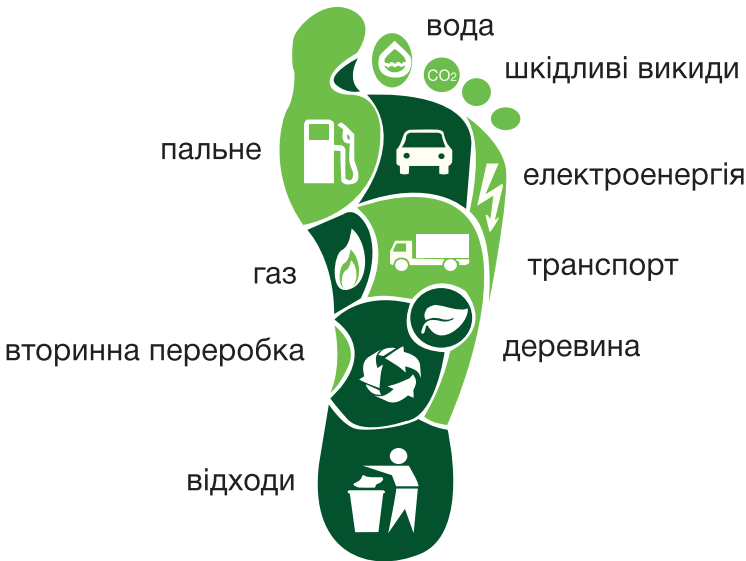 вода
CO₂
шкідливі викиди
пальне
електроенергія
газ
транспорт
вторинна переробка
деревина
відходи